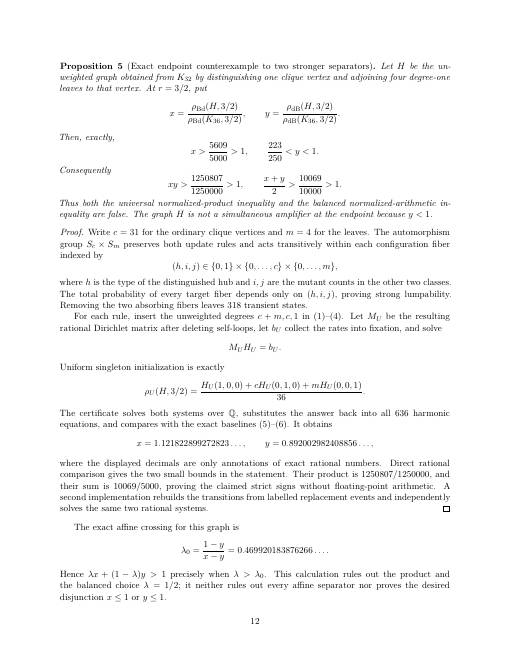 Proposition 5 (Exact endpoint counterexample to two stronger separators). Let H be the un-
weighted graph obtained from K₃₂ by distinguishing one clique vertex and adjoining four degree-one
leaves to that vertex. At r = 3/2, put
x = ρ_Bd(H, 3/2) / ρ_Bd(K₃₆, 3/2), y = ρ_dB(H, 3/2) / ρ_dB(K₃₆, 3/2).
Then, exactly,
x > 5609/5000 > 1, 223/250 < y < 1.
Consequently
xy > 1250807/1250000 > 1, (x + y)/2 > 10069/10000 > 1.
Thus both the universal normalized-product inequality and the balanced normalized-arithmetic in-
equality are false. The graph H is not a simultaneous amplifier at the endpoint because y < 1.
Proof. Write c = 31 for the ordinary clique vertices and m = 4 for the leaves. The automorphism
group S_c × S_m preserves both update rules and acts transitively within each configuration fiber
indexed by
(h, i, j) ∈ {0, 1} × {0, . . . , c} × {0, . . . , m},
where h is the type of the distinguished hub and i, j are the mutant counts in the other two classes.
The total probability of every target fiber depends only on (h, i, j), proving strong lumpability.
Removing the two absorbing fibers leaves 318 transient states.
For each rule, insert the unweighted degrees c + m, c, 1 in (1)–(4). Let M_U be the resulting
rational Dirichlet matrix after deleting self-loops, let b_U collect the rates into fixation, and solve
M_U H_U = b_U.
Uniform singleton initialization is exactly
ρ_U(H, 3/2) = (H_U(1, 0, 0) + cH_U(0, 1, 0) + mH_U(0, 0, 1)) / 36.
The certificate solves both systems over ℚ, substitutes the answer back into all 636 harmonic
equations, and compares with the exact baselines (5)–(6). It obtains
x = 1.121822899272823 . . . , y = 0.892002982408856 . . . ,
where the displayed decimals are only annotations of exact rational numbers. Direct rational
comparison gives the two small bounds in the statement. Their product is 1250807/1250000, and
their sum is 10069/5000, proving the claimed strict signs without floating-point arithmetic. A
second implementation rebuilds the transitions from labelled replacement events and independently
solves the same two rational systems. □
The exact affine crossing for this graph is
λ₀ = (1 − y)/(x − y) = 0.469920183876266 . . . .
Hence λx + (1 − λ)y > 1 precisely when λ > λ₀. This calculation rules out the product and
the balanced choice λ = 1/2; it neither rules out every affine separator nor proves the desired
disjunction x ≤ 1 or y ≤ 1.
12